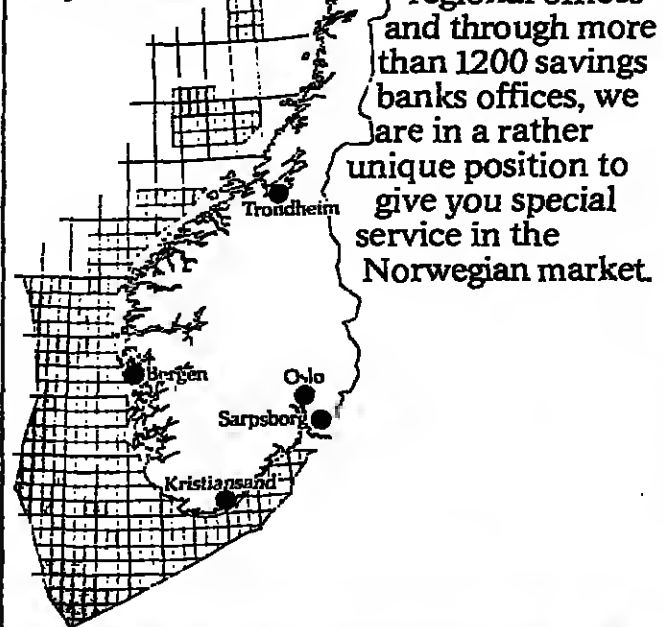 regional offices
and through more
than 1200 savings
banks offices, we
are in a rather
unique position to
give you special
service in the
Norwegian market.
Trondheim
Bergen
Oslo
Sarpsborg
Kristiansand